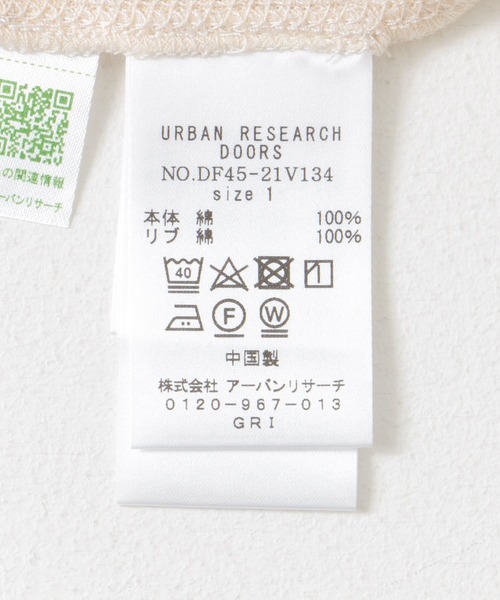 の関連情報
アーバンリサーチ
URBAN RESEARCH
DOORS
NO.DF45-21V134
size 1
本体 綿 100%
リブ 綿 100%
40
F W
中国製
株式会社 アーバンリサーチ
0120-967-013
GRI